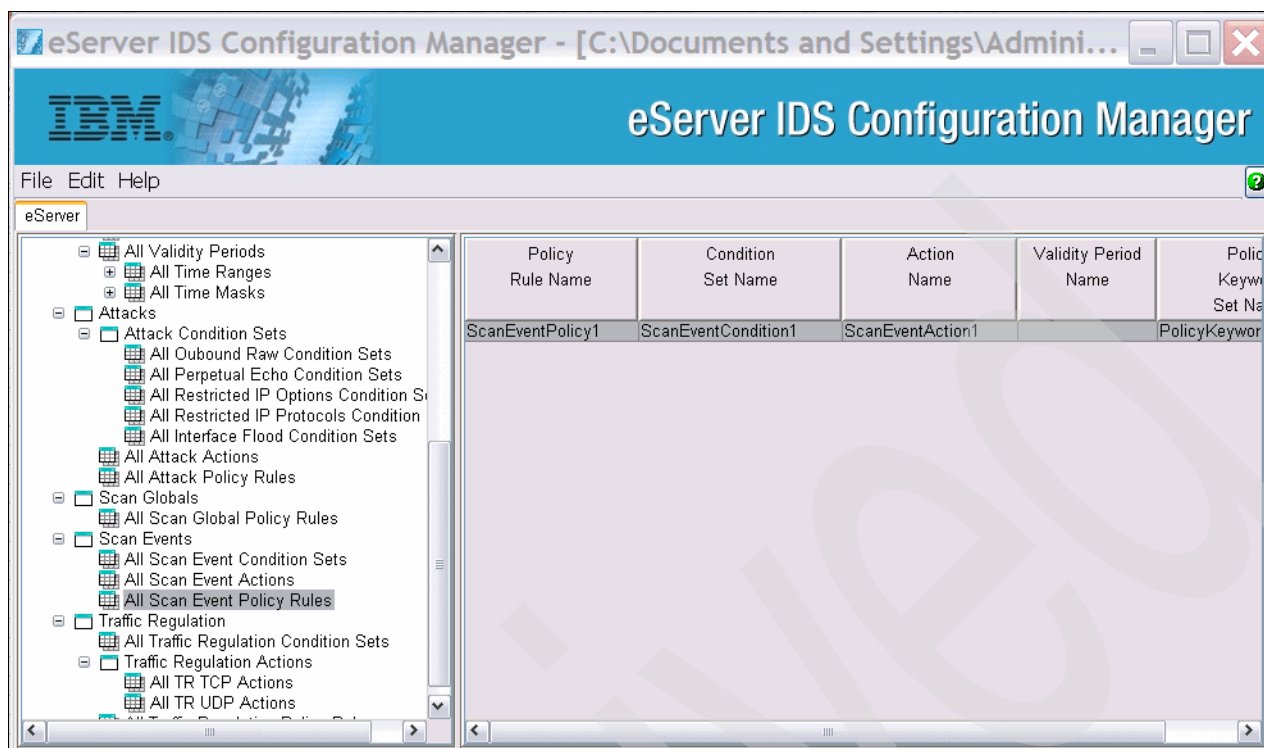 eServer IDS Configuration Manager - [C:\Documents and Settings\Admini...
IBM.
eServer IDS Configuration Manager
File Edit Help
eServer
All Validity Periods
All Time Ranges
All Time Masks
Attacks
Attack Condition Sets
All Oubound Raw Condition Sets
All Perpetual Echo Condition Sets
All Restricted IP Options Condition S
All Restricted IP Protocols Condition
All Interface Flood Condition Sets
All Attack Actions
All Attack Policy Rules
Scan Globals
All Scan Global Policy Rules
Scan Events
All Scan Event Condition Sets
All Scan Event Actions
All Scan Event Policy Rules
Traffic Regulation
All Traffic Regulation Condition Sets
Traffic Regulation Actions
All TR TCP Actions
All TR UDP Actions
Policy Rule Name
Condition Set Name
Action Name
Validity Period Name
Polic Keyw Set Na
ScanEventPolicy1 ScanEventCondition1 ScanEventAction1 PolicyKeywor